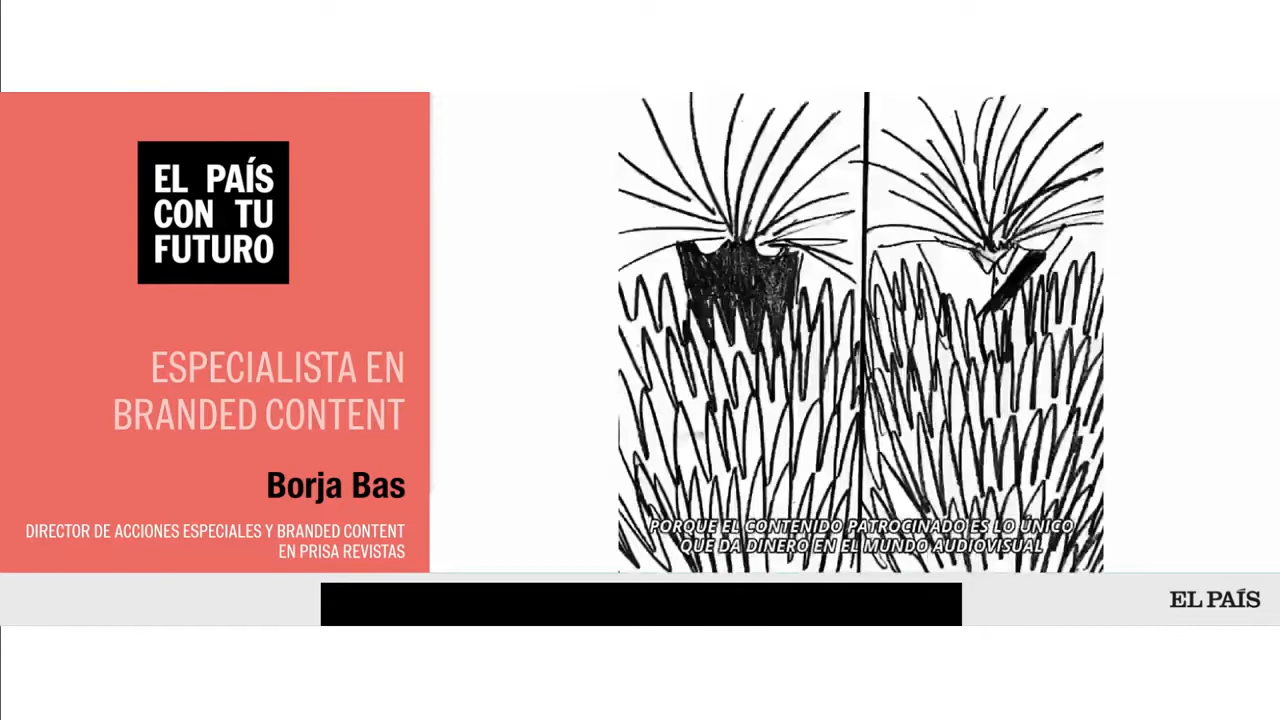 EL PAÍS
CON TU
FUTURO
ESPECIALISTA EN
BRANDED CONTENT
Borja Bas
DIRECTOR DE ACCIONES ESPECIALES Y BRANDED CONTENT
EN PRISA REVISTAS
PORQUE EL CONTENIDO PATROCINADO ES LO ÚNICO
QUE DA DINERO EN EL MUNDO AUDIOVISUAL
EL PAÍS